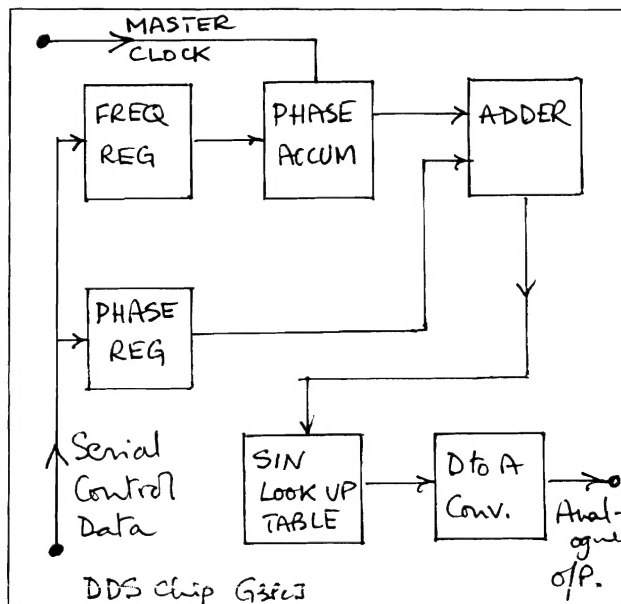 MASTER
CLOCK
FREQ
REG
PHASE
ACCUM
ADDER
PHASE
REG
Serial
Control
Data
SIN
LOOK UP
TABLE
D to A
Conv.
Anal-
ogue
O/P.
DDS Chip